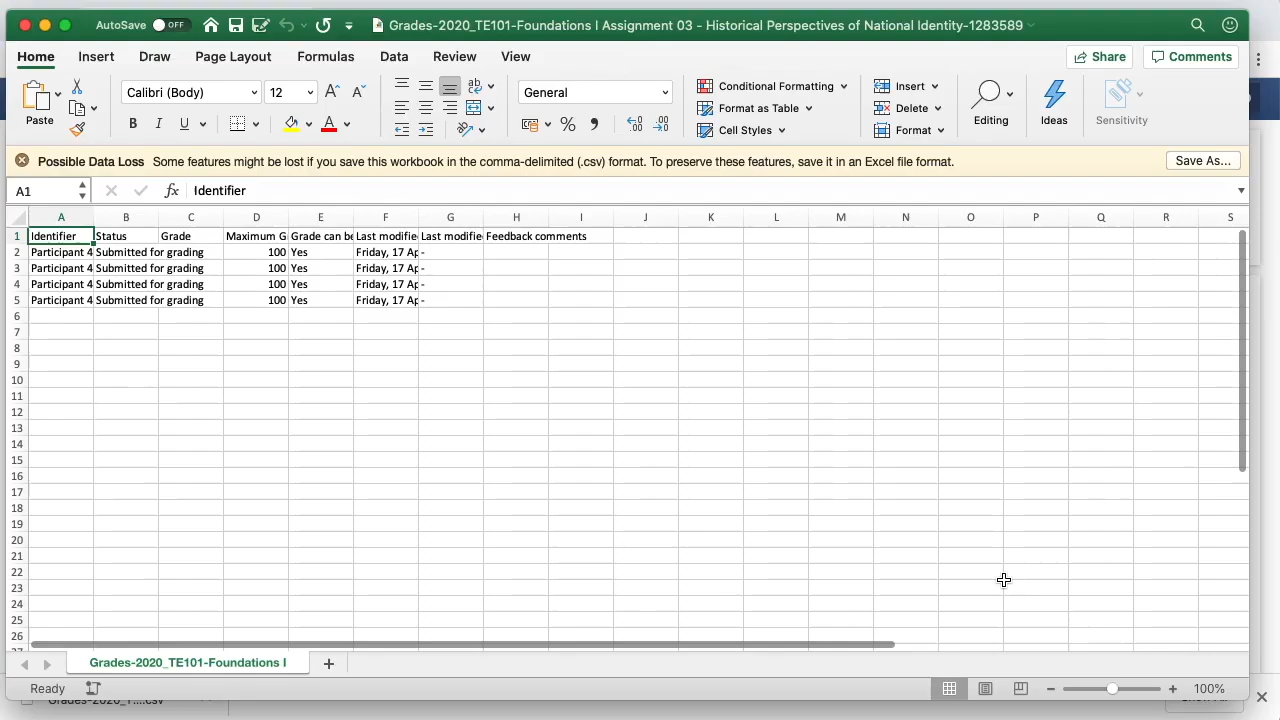 AutoSave OFF Grades-2020_TE101-Foundations I Assignment 03 - Historical Perspectives of National Identity-1283589
Home Insert Draw Page Layout Formulas Data Review View Share Comments
Paste
Calibri (Body) 12 A A
B I U A
ab
General
% ,
Conditional Formatting
Format as Table
Cell Styles
Insert
Delete
Format
Editing
Ideas
Sensitivity
Possible Data Loss Some features might be lost if you save this workbook in the comma-delimited (.csv) format. To preserve these features, save it in an Excel file format. Save As...
A1 fx Identifier
A B C D E F G H I J K L M N O P Q R S
1 Identifier Status Grade Maximum G Grade can be Last modifie Last modifie Feedback comments
2 Participant 4 Submitted for grading 100 Yes Friday, 17 Ap -
3 Participant 4 Submitted for grading 100 Yes Friday, 17 Ap -
4 Participant 4 Submitted for grading 100 Yes Friday, 17 Ap -
5 Participant 4 Submitted for grading 100 Yes Friday, 17 Ap -
6
7
8
9
10
11
12
13
14
15
16
17
18
19
20
21
22
23
24
25
26
Grades-2020_TE101-Foundations I +
Ready 100%